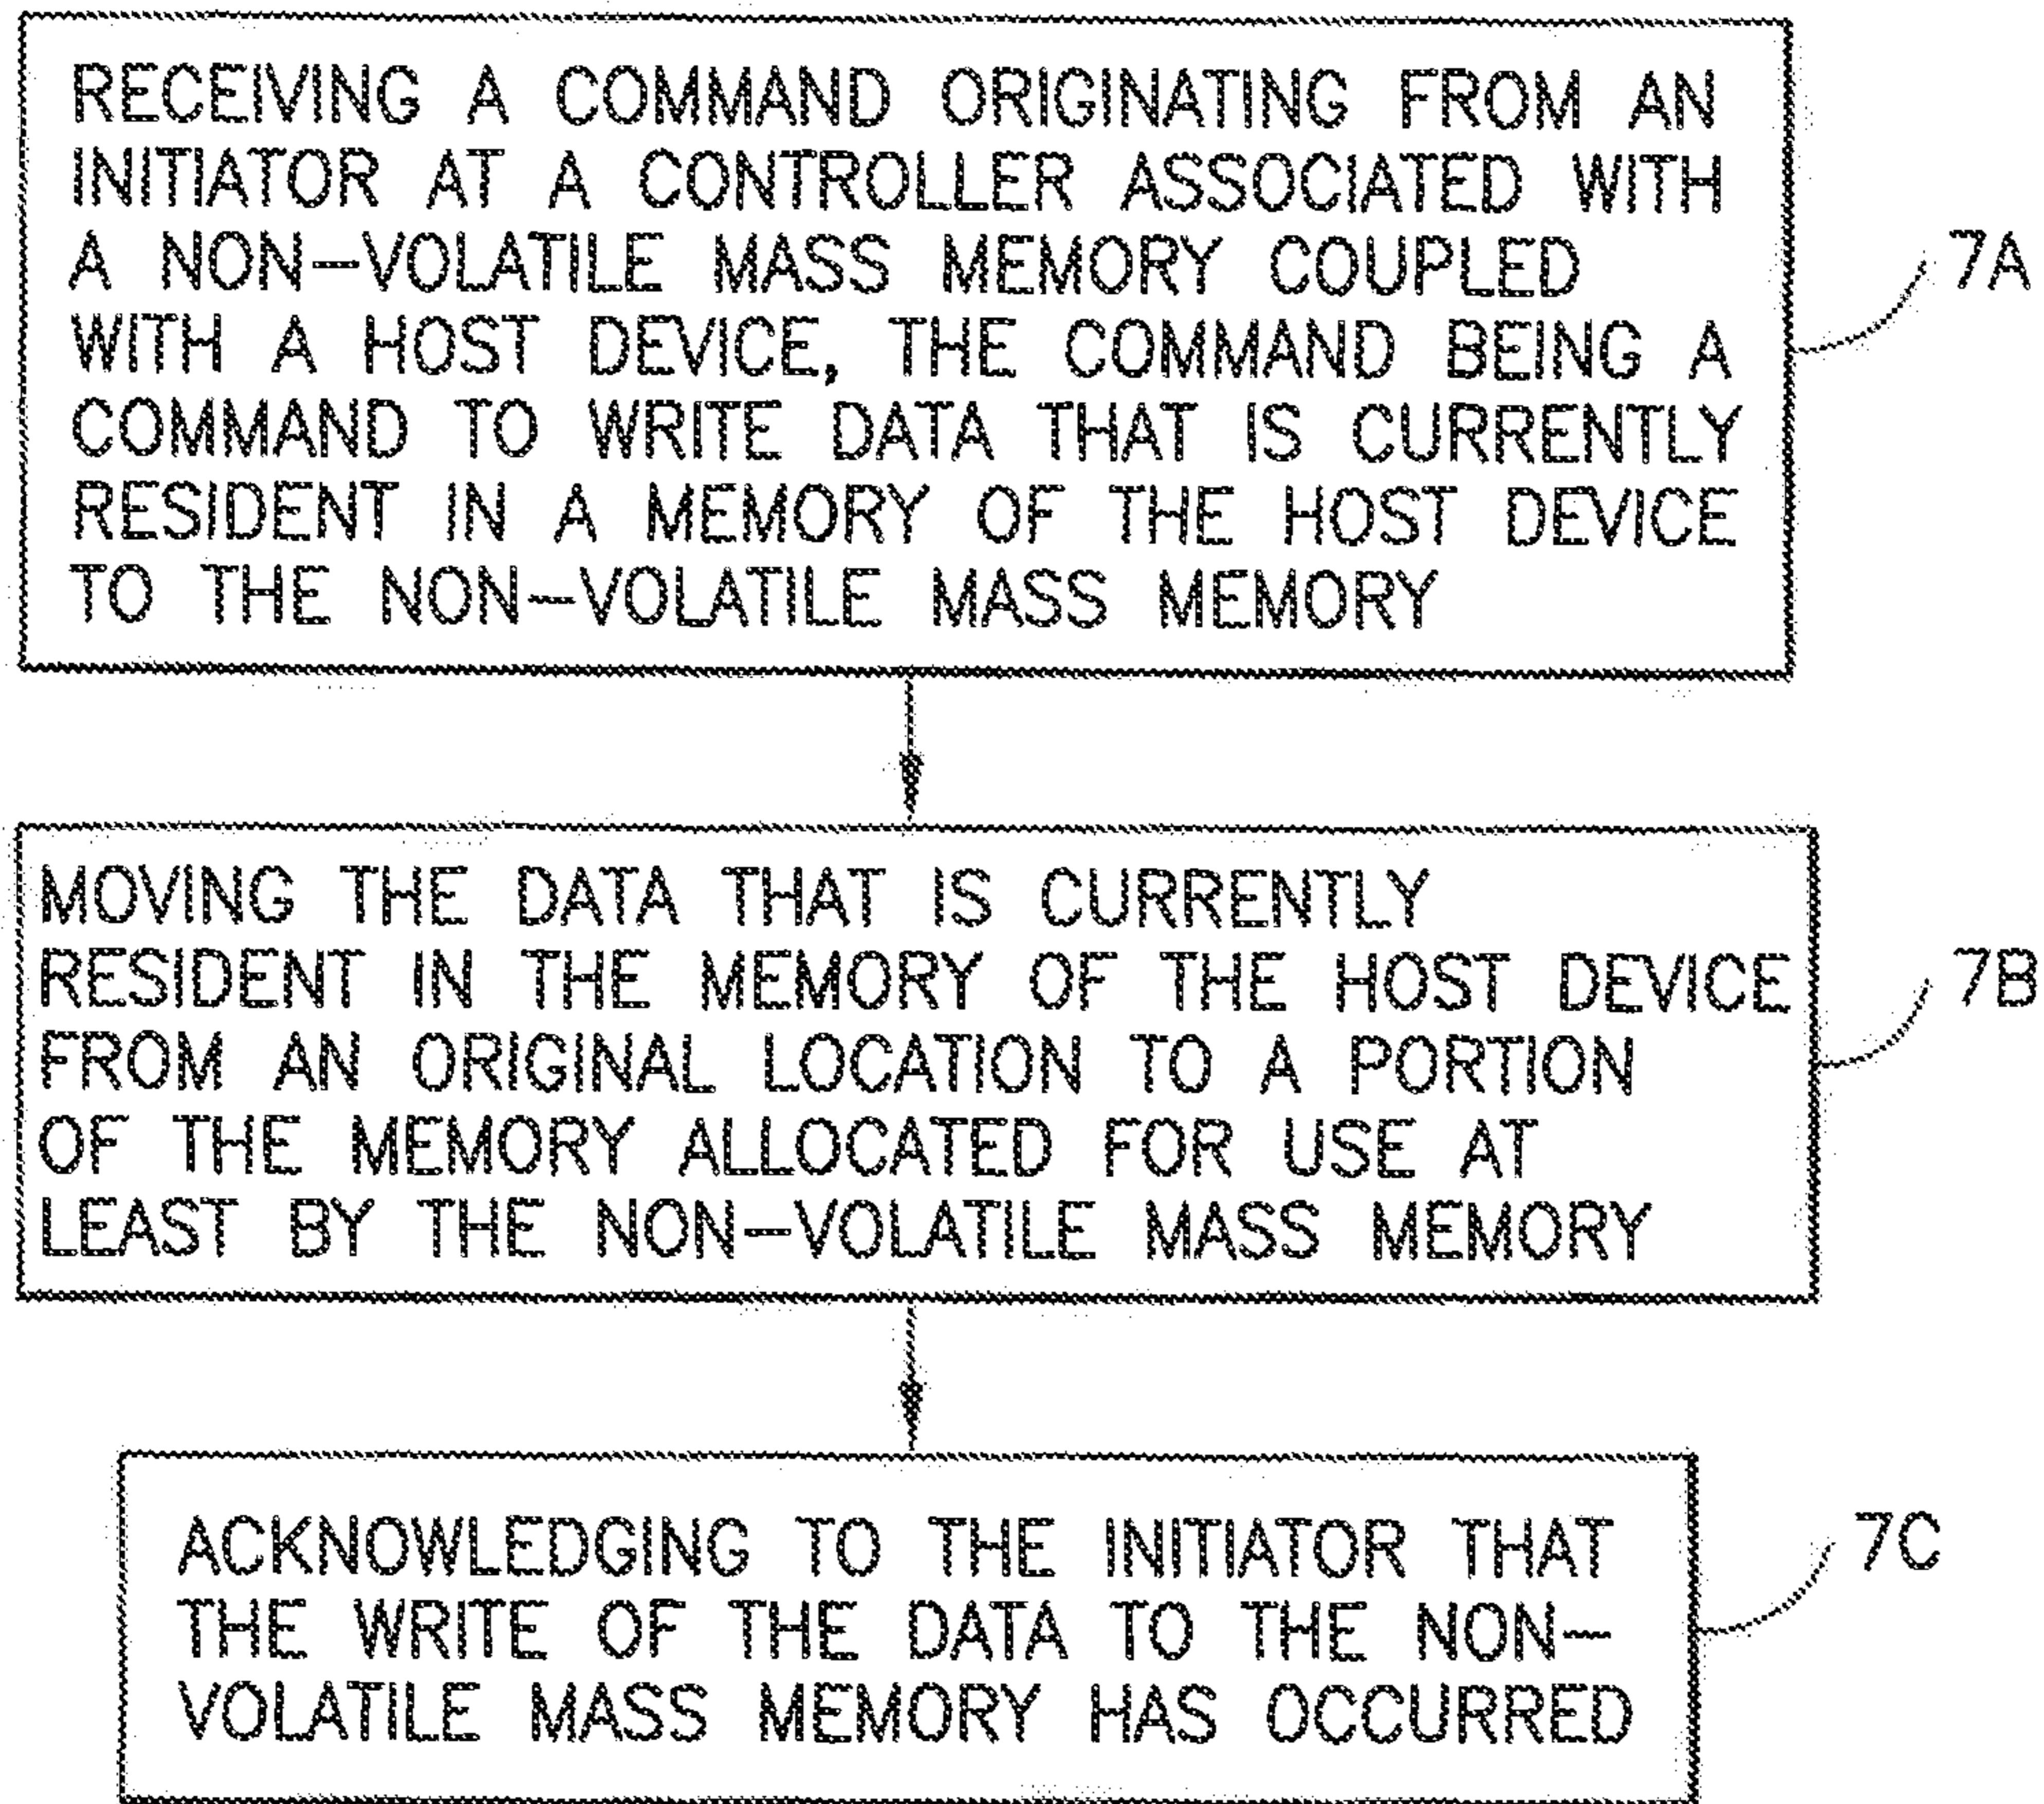 RECEIVING A COMMAND ORIGINATING FROM AN
INITIATOR AT A CONTROLLER ASSOCIATED WITH
A NON-VOLATILE MASS MEMORY COUPLED
WITH A HOST DEVICE, THE COMMAND BEING A
COMMAND TO WRITE DATA THAT IS CURRENTLY
RESIDENT IN A MEMORY OF THE HOST DEVICE
TO THE NON-VOLATILE MASS MEMORY
7A
MOVING THE DATA THAT IS CURRENTLY
RESIDENT IN THE MEMORY OF THE HOST DEVICE
FROM AN ORIGINAL LOCATION TO A PORTION
OF THE MEMORY ALLOCATED FOR USE AT
LEAST BY THE NON-VOLATILE MASS MEMORY
7B
ACKNOWLEDGING TO THE INITIATOR THAT
THE WRITE OF THE DATA TO THE NON-
VOLATILE MASS MEMORY HAS OCCURRED
7C